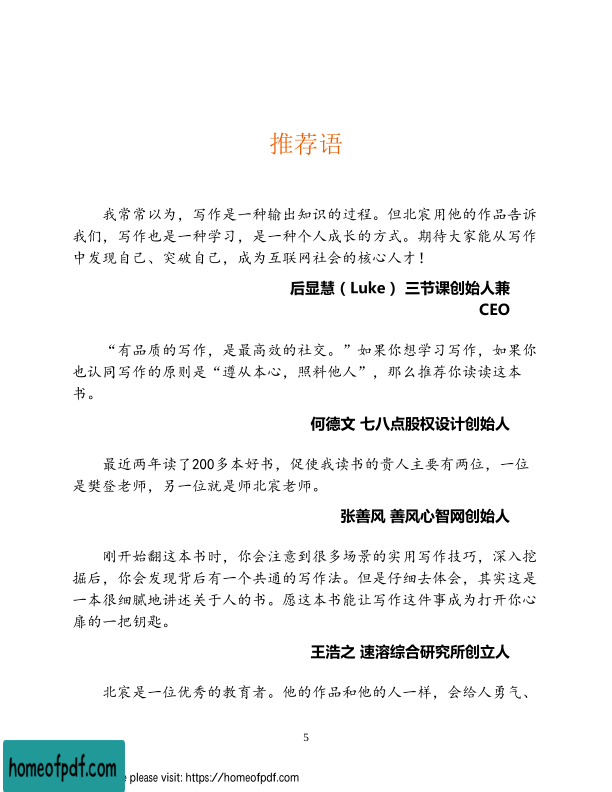 推荐语
我常常以为，写作是一种输出知识的过程。但北宸用他的作品告诉
我们，写作也是一种学习，是一种个人成长的方式。期待大家能从写作
中发现自己、突破自己，成为互联网社会的核心人才！
后显慧（Luke） 三节课创始人兼
CEO
“有品质的写作，是最高效的社交。”如果你想学习写作，如果你
也认同写作的原则是“遵从本心，照料他人”，那么推荐你读读这本
书。
何德文 七八点股权设计创始人
最近两年读了200多本好书，促使我读书的贵人主要有两位，一位
是樊登老师，另一位就是师北宸老师。
张善风 善风心智网创始人
刚开始翻这本书时，你会注意到很多场景的实用写作技巧，深入挖
掘后，你会发现背后有一个共通的写作法。但是仔细去体会，其实这是
一本很细腻地讲述关于人的书。愿这本书能让写作这件事成为打开你心
扉的一把钥匙。
王浩之 速溶综合研究所创立人
北宸是一位优秀的教育者。他的作品和他的人一样，会给人勇气、
5
homeofpdf.com
please visit: https://homeofpdf.com